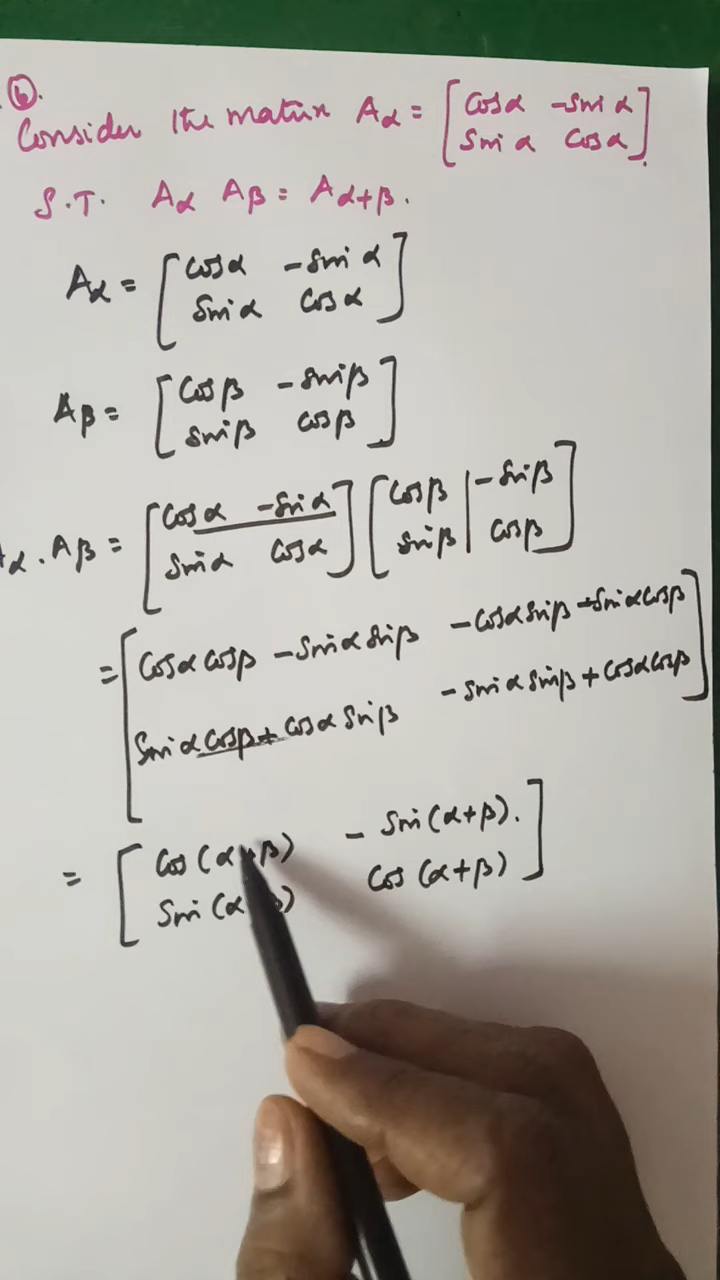 6.
Consider the matrix Aα = [cosα -sinα
sinα cosα].
S.T. Aα Aβ = Aα+β.
Aα = [cosα -sinα
sinα cosα]
Aβ = [cosβ -sinβ
sinβ cosβ]
α . Aβ = [cosα -sinα
sinα cosα] [cosβ | -sinβ
sinβ | cosβ]
= [cosα cosβ - sinα sinβ -cosα sinβ - sinα cosβ
sinα cosβ + cosα sinβ - sinα sinβ + cosα cosβ]
= [cos(α+β) - sin(α+β).
sin(α β) cos(α+β)]